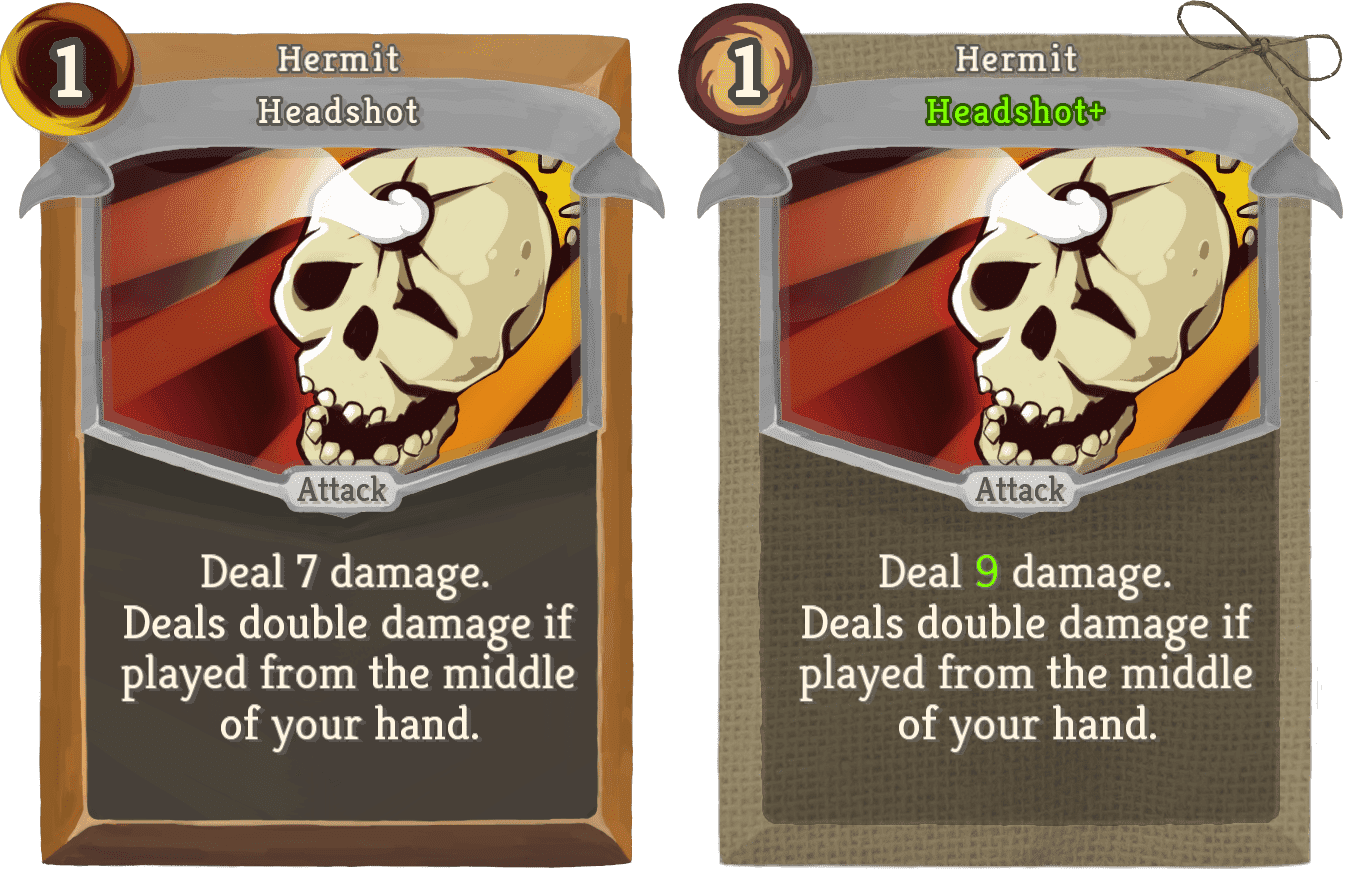 1
Hermit
Headshot
Attack
Deal 7 damage.
Deals double damage if
played from the middle
of your hand.
1
Hermit
Headshot+
Attack
Deal 9 damage.
Deals double damage if
played from the middle
of your hand.